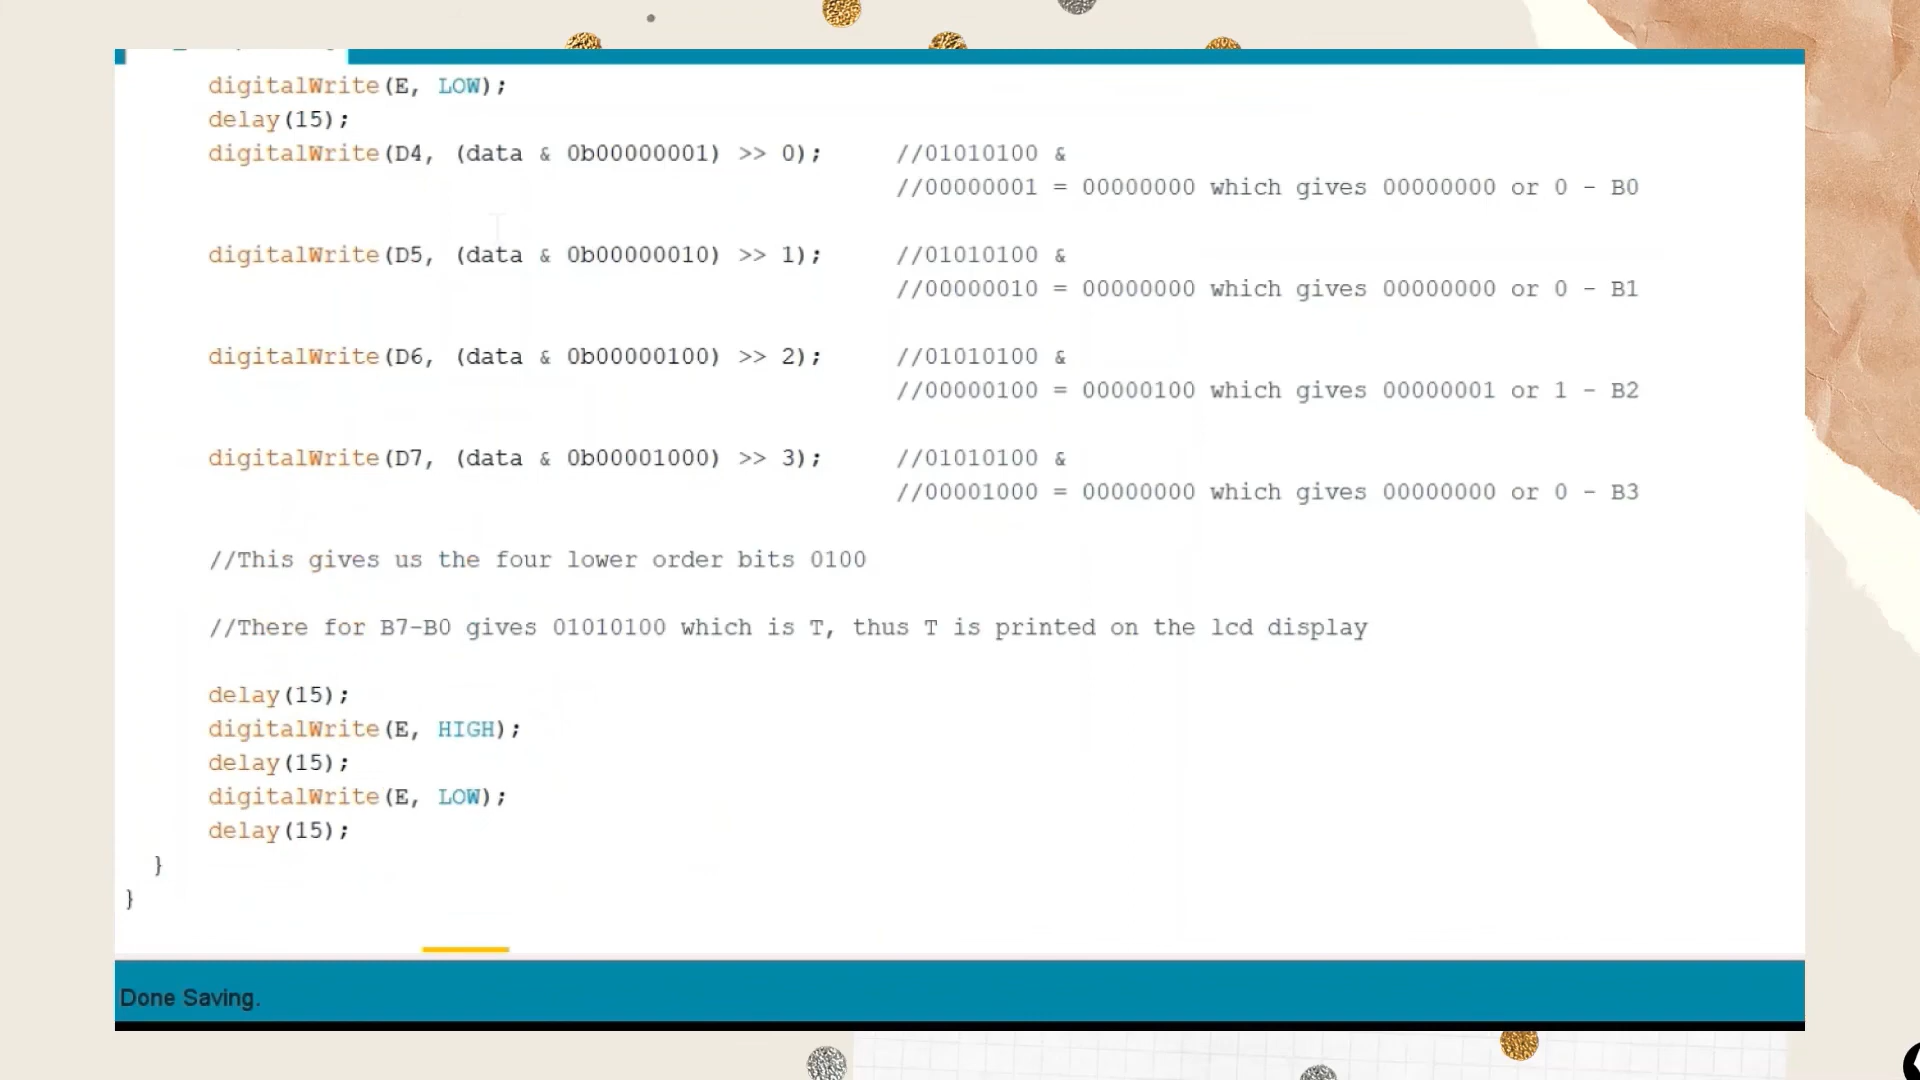 digitalWrite(E, LOW);
delay(15);
digitalWrite(D4, (data & 0b00000001) >> 0); //01010100 &
//00000001 = 00000000 which gives 00000000 or 0 - B0
digitalWrite(D5, (data & 0b00000010) >> 1); //01010100 &
//00000010 = 00000000 which gives 00000000 or 0 - B1
digitalWrite(D6, (data & 0b00000100) >> 2); //01010100 &
//00000100 = 00000100 which gives 00000001 or 1 - B2
digitalWrite(D7, (data & 0b00001000) >> 3); //01010100 &
//00001000 = 00000000 which gives 00000000 or 0 - B3
//This gives us the four lower order bits 0100
//There for B7-B0 gives 01010100 which is T, thus T is printed on the lcd display
delay(15);
digitalWrite(E, HIGH);
delay(15);
digitalWrite(E, LOW);
delay(15);
}
}
Done Saving.